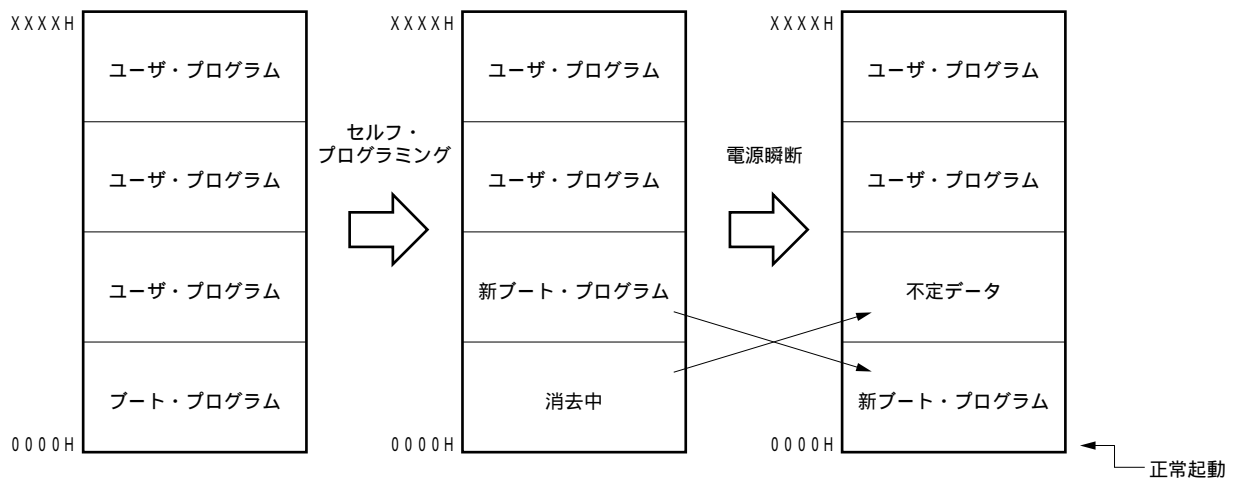 XXXXH
ユーザ・プログラム
ユーザ・プログラム
ユーザ・プログラム
ブート・プログラム
0000H
セルフ・
プログラミング
XXXXH
ユーザ・プログラム
ユーザ・プログラム
新ブート・プログラム
消去中
0000H
電源瞬断
XXXXH
ユーザ・プログラム
ユーザ・プログラム
不定データ
新ブート・プログラム
0000H
正常起動